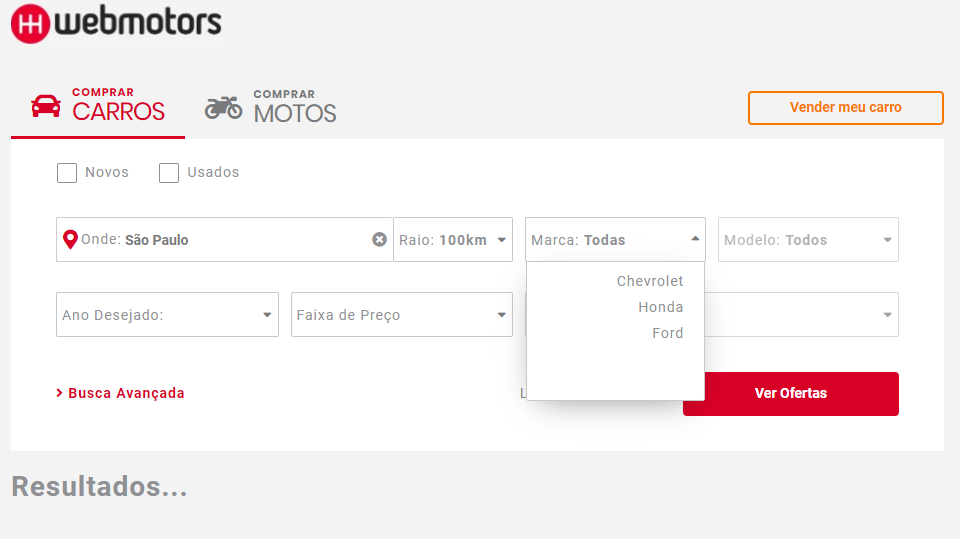 webmotors
COMPRAR
CARROS
COMPRAR
MOTOS
Vender meu carro
Novos
Usados
Onde: São Paulo
Raio: 100km
Marca: Todas
Modelo: Todos
Chevrolet
Honda
Ford
Ano Desejado:
Faixa de Preço
Busca Avançada
Ver Ofertas
Resultados...